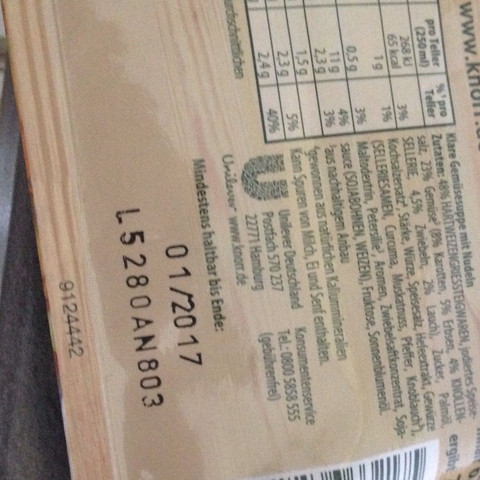 www.knorr.de
pro Teller
(250 ml)
%¹ pro
Teller
268 kJ
65 kcal
3%
1 g
1%
0,5 g
3%
11 g
4%
2,3 g
3%
1,5 g
2,3 g
5%
2,4 g
40%
Klare Gemüsesuppe mit Nudeln
Zutaten: 48% HARTWEIZENGRIESSTEIGWAREN, jodiertes Speise-
salz, 23% Gemüse (8% Karotten, 5% Erbsen, 4% KNOLLEN-
SELLERIE, 4,5% Zwiebeln, 2% Lauch), Zucker, Palmöl,
Kochsalzersatz, Stärke, Würze, Speisesalz, Hefeextrakt, Gewürze
(SELLERIESAMEN, Curcuma, Muskatnuss, Pfeffer, Knoblauch),
Maltodextrin, Petersilie, Aromen, Zwiebelsaftkonzentrat, Soja-
sauce (SOJABOHNEN, WEIZEN), Fruktose, Sonnenblumenöl.
aus nachhaltigem Anbau
gewonnen aus natürlichen Kaliummineralien
Kann Spuren von Milch, Ei und Senf enthalten.
Unilever Deutschland
Postfach 570 237
22771 Hamburg
Konsumentenservice
Tel.: 0800 5858 555
(gebührenfrei)
Unilever www.knorr.de
Mindestens haltbar bis Ende:
01/2017
L5280AN803
9124442